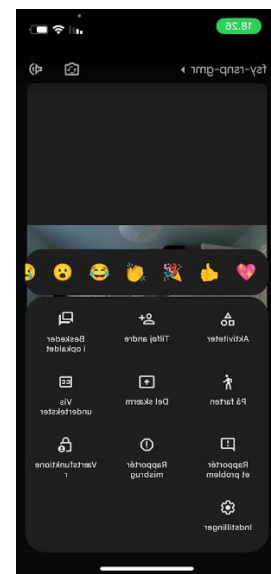 18.26
fsy-rsnp-gmr
Aktiviteter
Tilføj andre
Beskeder
i opkaldet
På farten
Del skærm
Vis
undertekster
Rapportér
et problem
Rapportér
misbrug
Værtsfunktione
r
Indstillinger